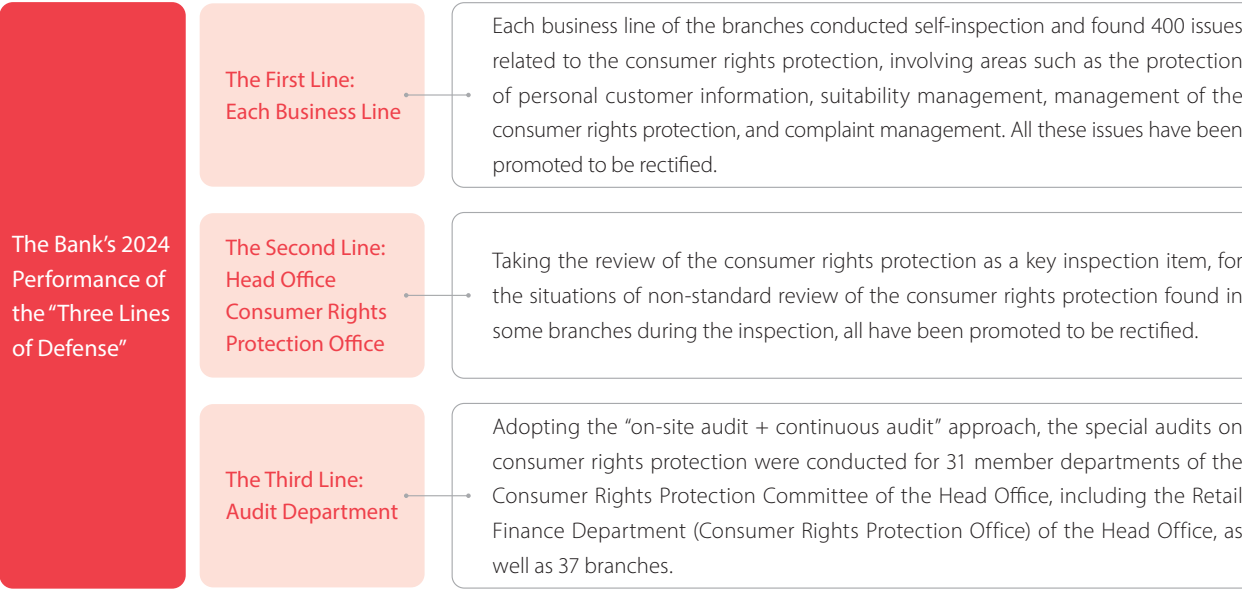 The Bank's 2024
Performance of
the “Three Lines
of Defense”
The First Line:
Each Business Line
Each business line of the branches conducted self-inspection and found 400 issues
related to the consumer rights protection, involving areas such as the protection
of personal customer information, suitability management, management of the
consumer rights protection, and complaint management. All these issues have been
promoted to be rectified.
The Second Line:
Head Office
Consumer Rights
Protection Office
Taking the review of the consumer rights protection as a key inspection item, for
the situations of non-standard review of the consumer rights protection found in
some branches during the inspection, all have been promoted to be rectified.
The Third Line:
Audit Department
Adopting the “on-site audit + continuous audit” approach, the special audits on
consumer rights protection were conducted for 31 member departments of the
Consumer Rights Protection Committee of the Head Office, including the Retail
Finance Department (Consumer Rights Protection Office) of the Head Office, as
well as 37 branches.